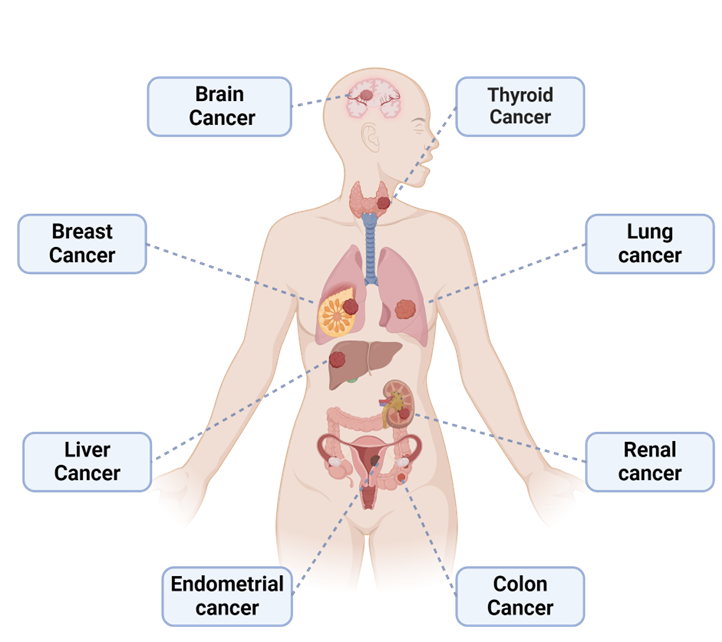 Brain
Cancer
Thyroid
Cancer
Breast
Cancer
Lung
cancer
Liver
Cancer
Renal
cancer
Endometrial
cancer
Colon
Cancer